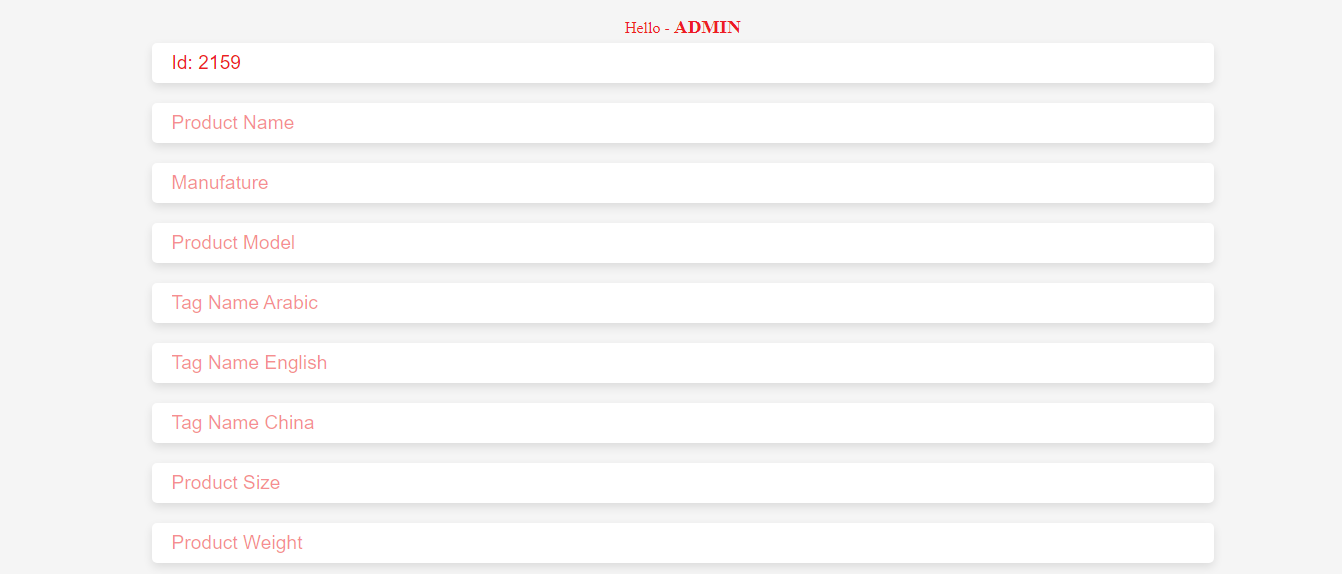 Hello - ADMIN
Id: 2159
Product Name
Manufature
Product Model
Tag Name Arabic
Tag Name English
Tag Name China
Product Size
Product Weight